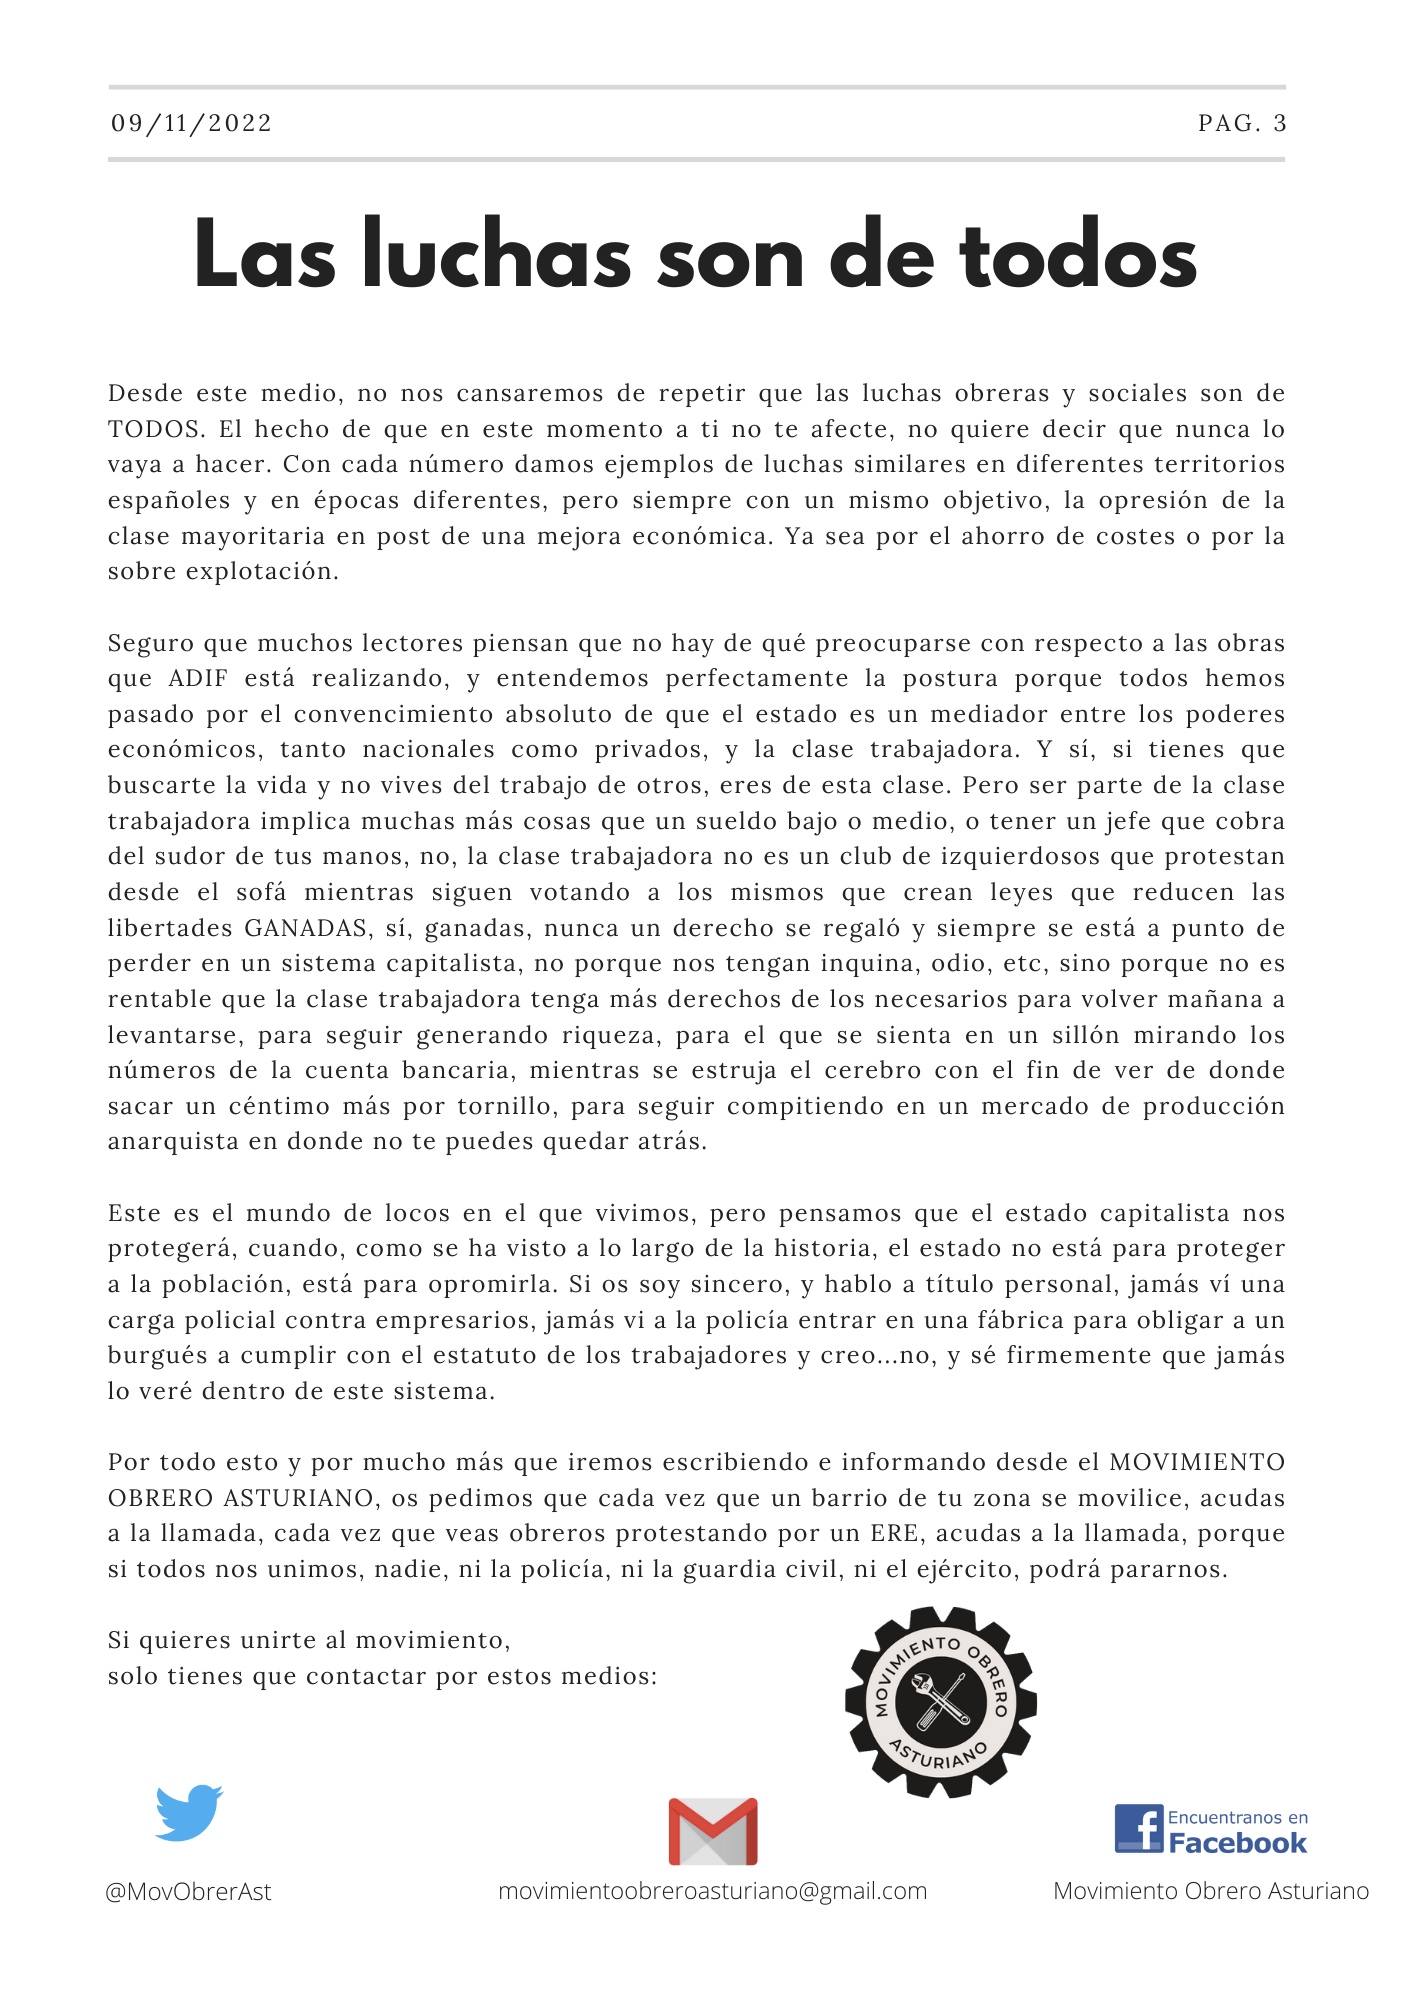 09/11/2022
PAG. 3
Las luchas son de todos
Desde este medio, no nos cansaremos de repetir que las luchas obreras y sociales son de
TODOS. El hecho de que en este momento a ti no te afecte, no quiere decir que nunca lo
vaya a hacer. Con cada número damos ejemplos de luchas similares en diferentes territorios
españoles y en épocas diferentes, pero siempre con un mismo objetivo, la opresión de la
clase mayoritaria en post de una mejora económica. Ya sea por el ahorro de costes o por la
sobre explotación.
Seguro que muchos lectores piensan que no hay de qué preocuparse con respecto a las obras
que ADIF está realizando, y entendemos perfectamente la postura porque todos hemos
pasado por el convencimiento absoluto de que el estado es un mediador entre los poderes
económicos, tanto nacionales como privados, y la clase trabajadora. Y sí, si tienes que
buscarte la vida y no vives del trabajo de otros, eres de esta clase. Pero ser parte de la clase
trabajadora implica muchas más cosas que un sueldo bajo o medio, o tener un jefe que cobra
del sudor de tus manos, no, la clase trabajadora no es un club de izquierdosos que protestan
desde el sofá mientras siguen votando a los mismos que crean leyes que reducen las
libertades GANADAS, sí, ganadas, nunca un derecho se regaló y siempre se está a punto de
perder en un sistema capitalista, no porque nos tengan inquina, odio, etc, sino porque no es
rentable que la clase trabajadora tenga más derechos de los necesarios para volver mañana a
levantarse, para seguir generando riqueza, para el que se sienta en un sillón mirando los
números de la cuenta bancaria, mientras se estruja el cerebro con el fin de ver de donde
sacar un céntimo más por tornillo, para seguir compitiendo en un mercado de producción
anarquista en donde no te puedes quedar atrás.
Este es el mundo de locos en el que vivimos, pero pensamos que el estado capitalista nos
protegerá, cuando, como se ha visto a lo largo de la historia, el estado no está para proteger
a la población, está para opromirla. Si os soy sincero, y hablo a título personal, jamás ví una
carga policial contra empresarios, jamás vi a la policía entrar en una fábrica para obligar a un
burgués a cumplir con el estatuto de los trabajadores y creo...no, y sé firmemente que jamás
lo veré dentro de este sistema.
Por todo esto y por mucho más que iremos escribiendo e informando desde el MOVIMIENTO
OBRERO ASTURIANO, os pedimos que cada vez que un barrio de tu zona se movilice, acudas
a la llamada, cada vez que veas obreros protestando por un ERE, acudas a la llamada, porque
si todos nos unimos, nadie, ni la policía, ni la guardia civil, ni el ejército, podrá pararnos.
Si quieres unirte al movimiento,
solo tienes que contactar por estos medios:
MOVIMIENTO OBRERO
ASTURIANO
Encuentranos en
Facebook
@MovObrerAst
movimientoobreroasturiano@gmail.com
Movimiento Obrero Asturiano